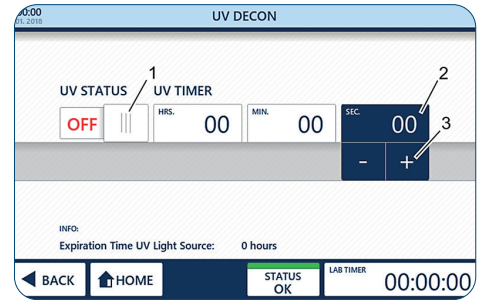 00:00
01. 2018
UV DECON
1
2
UV STATUS UV TIMER
OFF
HRS. 00
MIN. 00
SEC. 00
3
- +
INFO:
Expiration Time UV Light Source: 0 hours
BACK
HOME
STATUS
OK
LAB TIMER 00:00:00